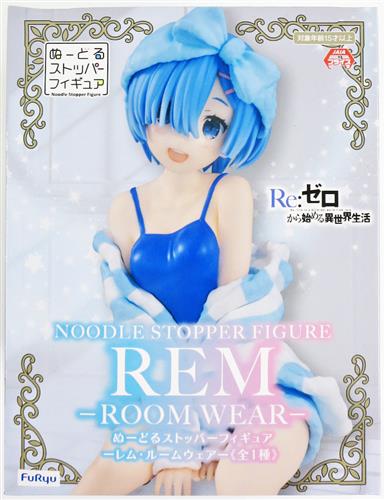 ぬーどる
ストッパー
フィギュア
Noodle Stopper Figure
対象年齢15才以上
JAIA
Re:ゼロ
から始める異世界生活
NOODLE STOPPER FIGURE
REM
−ROOM WEAR−
ぬーどるストッパーフィギュア
ーレム・ルームウェアー《全1種》
FuRyu